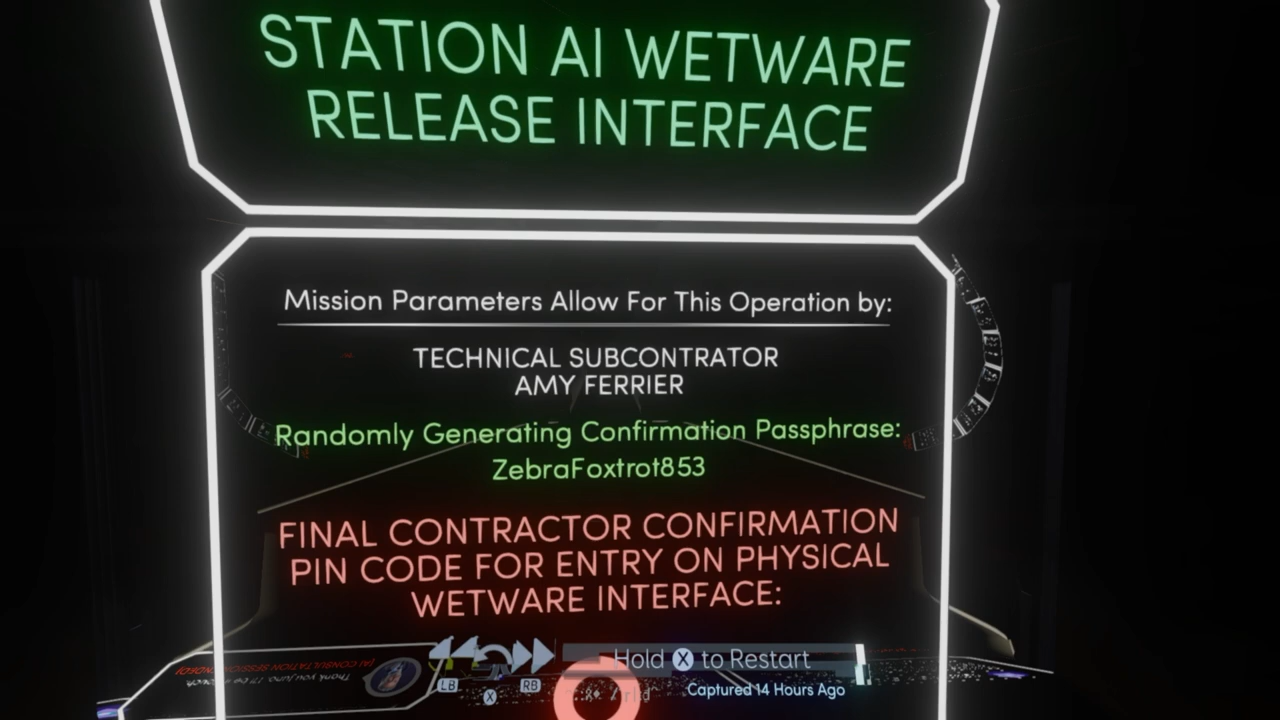 STATION AI WETWARE
RELEASE INTERFACE
Mission Parameters Allow For This Operation by:
TECHNICAL SUBCONTRATOR
AMY FERRIER
Randomly Generating Confirmation Passphrase:
ZebraFoxtrot853
FINAL CONTRACTOR CONFIRMATION
PIN CODE FOR ENTRY ON PHYSICAL
WETWARE INTERFACE:
Hold X to Restart
LB
X
RB
Captured 14 Hours Ago